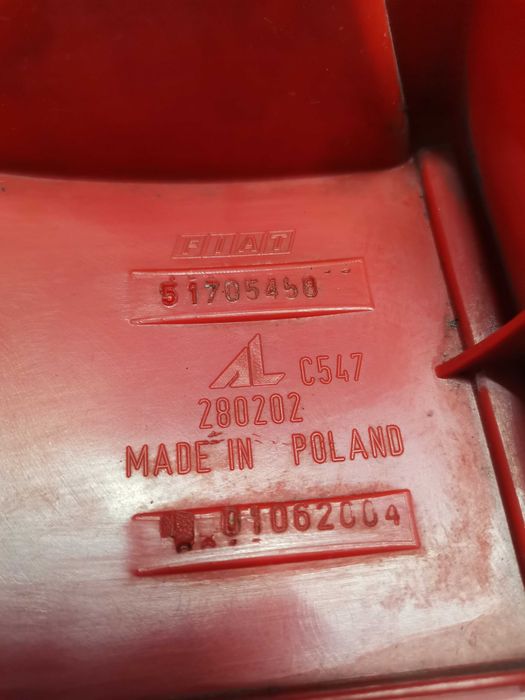 FIAT
51705458
AL C547
280202
MADE IN POLAND
01062004